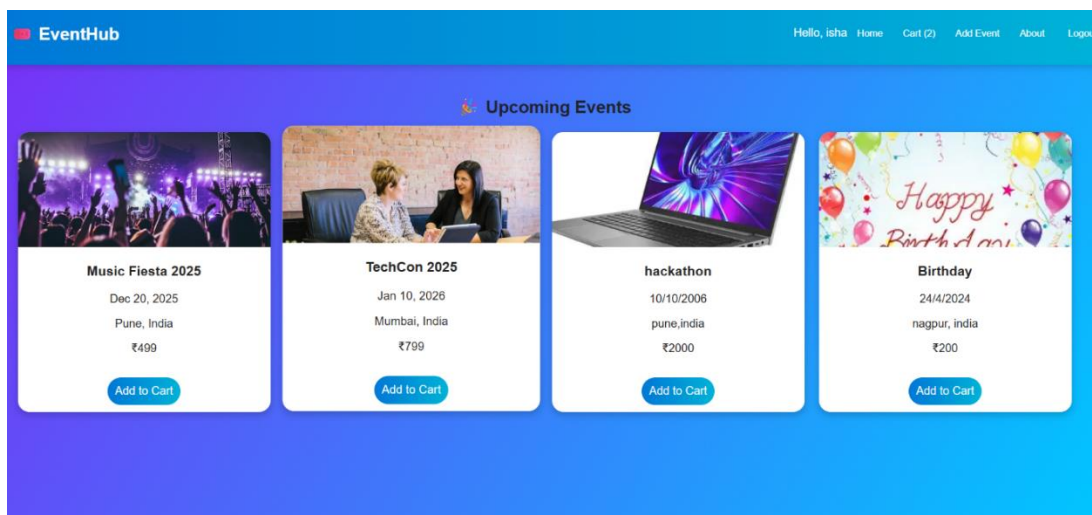 EventHub
Hello, isha Home Cart (2) Add Event About Logou
🎉 Upcoming Events
Happy
Birthday
Music Fiesta 2025
Dec 20, 2025
Pune, India
₹499
Add to Cart
TechCon 2025
Jan 10, 2026
Mumbai, India
₹799
Add to Cart
hackathon
10/10/2006
pune,india
₹2000
Add to Cart
Birthday
24/4/2024
nagpur, india
₹200
Add to Cart